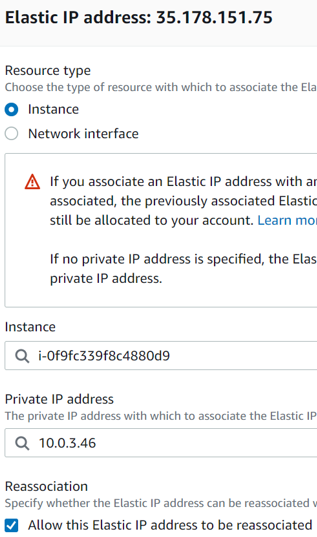 Elastic IP address: 35.178.151.75
Resource type
Choose the type of resource with which to associate the Ela
Instance
Network interface
If you associate an Elastic IP address with an
associated, the previously associated Elastic
still be allocated to your account. Learn mor
If no private IP address is specified, the Elas
private IP address.
Instance
i-0f9fc339f8c4880d9
Private IP address
The private IP address with which to associate the Elastic IP
10.0.3.46
Reassociation
Specify whether the Elastic IP address can be reassociated w
Allow this Elastic IP address to be reassociated